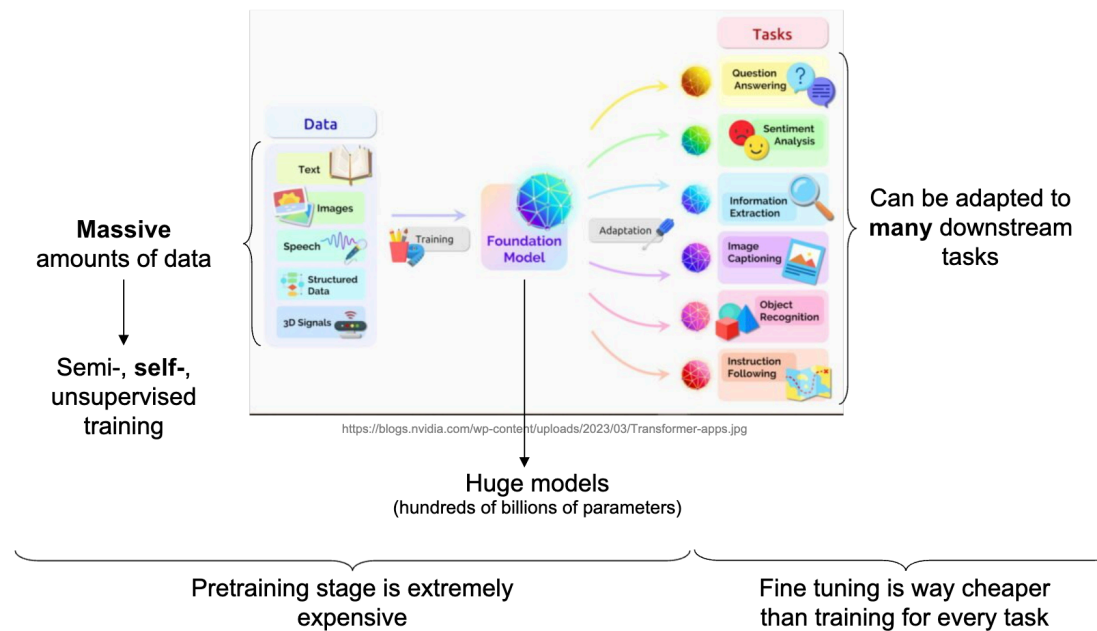 Tasks
Question
Answering
Data
Sentiment
Analysis
Text
Images
Information
Extraction
Can be adapted to
many downstream
tasks
Massive
amounts of data
Speech
Training
Foundation
Model
Adaptation
Image
Captioning
Structured
Data
3D Signals
Object
Recognition
Semi-, self-,
unsupervised
training
Instruction
Following
https://blogs.nvidia.com/wp-content/uploads/2023/03/Transformer-apps.jpg
Huge models
(hundreds of billions of parameters)
Pretraining stage is extremely
expensive
Fine tuning is way cheaper
than training for every task